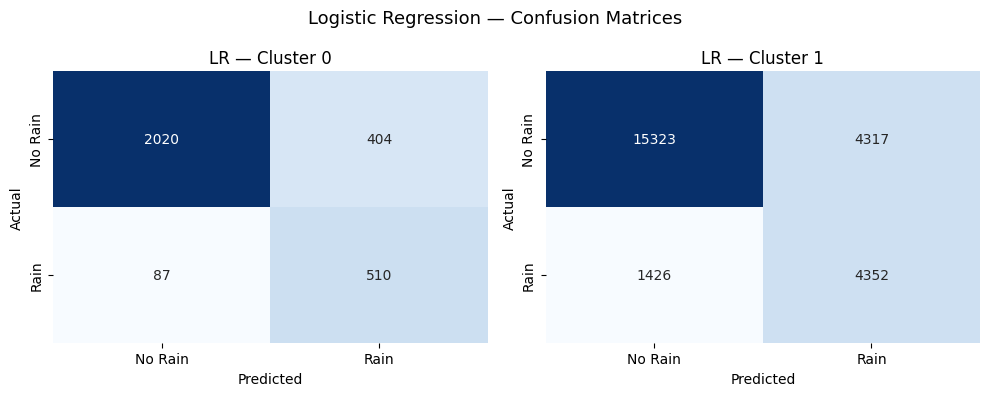 Logistic Regression — Confusion Matrices
LR — Cluster 0
No Rain
Rain
Actual
2020
404
87
510
No Rain
Rain
Predicted
LR — Cluster 1
No Rain
Rain
Actual
15323
4317
1426
4352
No Rain
Rain
Predicted